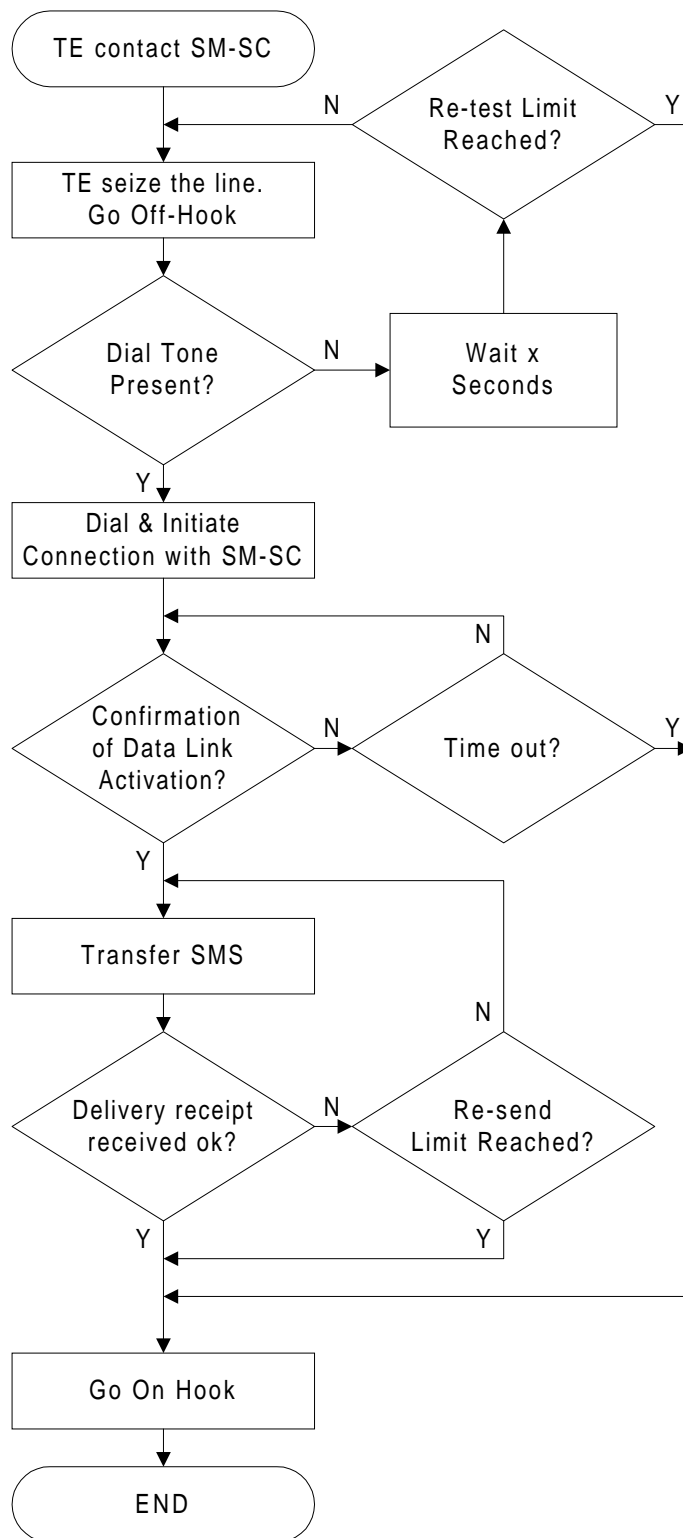 TE contact SM-SC
N
Re-test Limit
Reached?
Y
TE seize the line.
Go Off-Hook
Dial Tone
Present?
N
Wait x
Seconds
Y
Dial & Initiate
Connection with SM-SC
N
Confirmation
of Data Link
Activation?
N
Time out?
Y
Y
Transfer SMS
N
Delivery receipt
received ok?
N
Re-send
Limit Reached?
Y
Y
Go On Hook
END